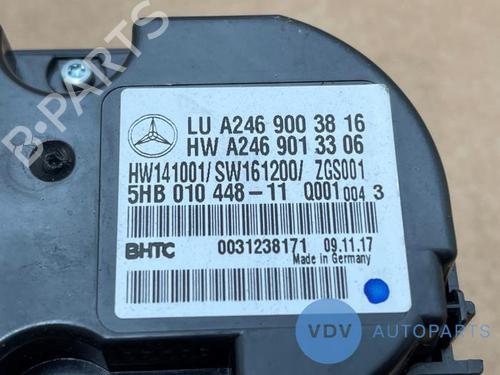 LU A246 900 38 16
HW A246 901 33 06
HW141001/SW161200/ ZGS001
5HB 010 448-11 Q001 004 3
BHTC 0031238171 09.11.17
Made in Germany
VDV AUTOPARTS